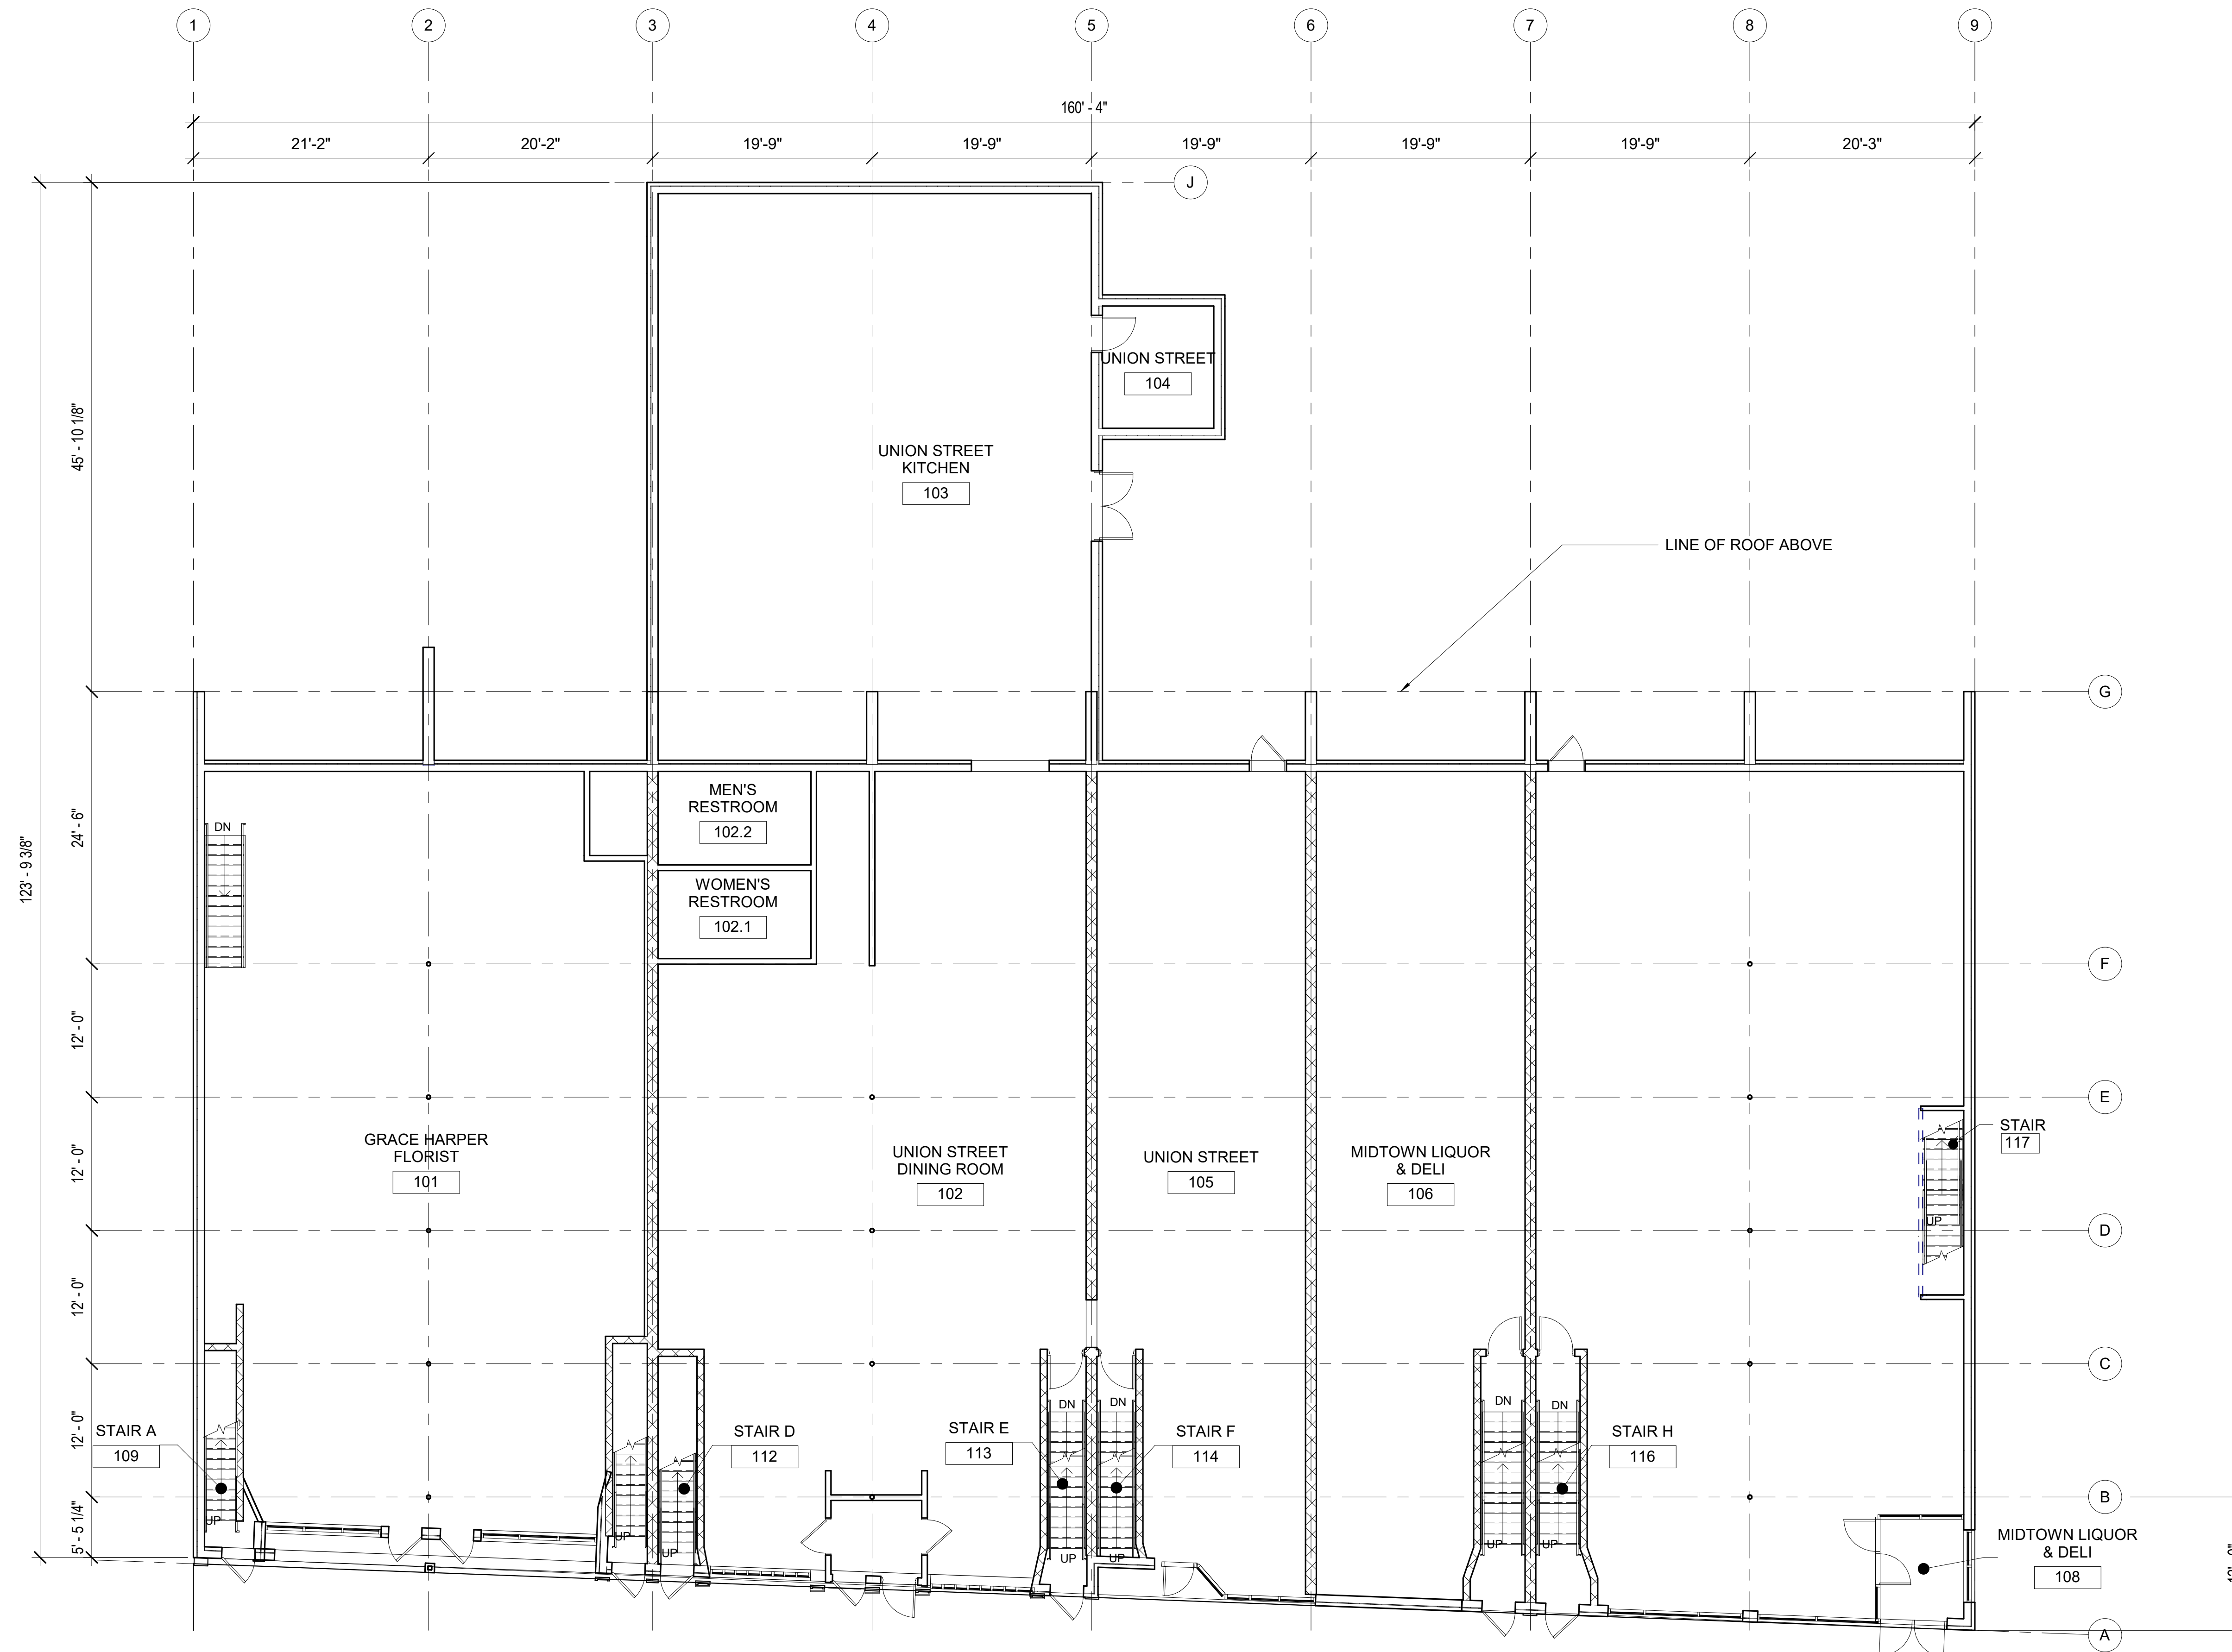 1 2 3 4 5 6 7 8 9
160' - 4"
21'-2" 20'-2" 19'-9" 19'-9" 19'-9" 19'-9" 19'-9" 20'-3"
J
UNION STREET
104
45' - 10 1/8"
UNION STREET
KITCHEN
103
LINE OF ROOF ABOVE
G
MEN'S
RESTROOM
102.2
DN
24' - 6"
123' - 9 3/8"
WOMEN'S
RESTROOM
102.1
F
12' - 0"
E
GRACE HARPER
FLORIST
101
UNION STREET
DINING ROOM
102
UNION STREET
105
MIDTOWN LIQUOR
& DELI
106
STAIR
117
12' - 0"
UP
D
12' - 0"
C
DN DN DN DN
12' - 0"
STAIR A
109
STAIR D
112
STAIR E
113
STAIR F
114
STAIR H
116
B
UP UP UP UP UP UP UP
5' - 5 1/4"
MIDTOWN LIQUOR
& DELI
108
A